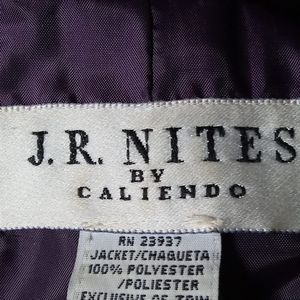 J.R. NITES
BY
CALIENDO
RN 23937
JACKET/CHAQUETA
100% POLYESTER
/POLIESTER
EXCLUSIVE OF TRIM